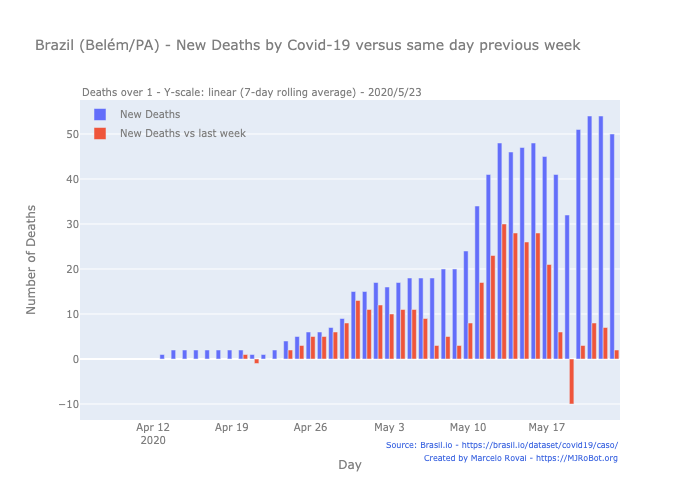 Brazil (Belém/PA) - New Deaths by Covid-19 versus same day previous week
Deaths over 1 - Y-scale: linear (7-day rolling average) - 2020/5/23
New Deaths
New Deaths vs last week
Number of Deaths
50
40
30
20
10
0
−10
Apr 12
2020
Apr 19
Apr 26
May 3
May 10
May 17
Day
Source: Brasil.io - https://brasil.io/dataset/covid19/caso/
Created by Marcelo Rovai - https://MJRoBot.org